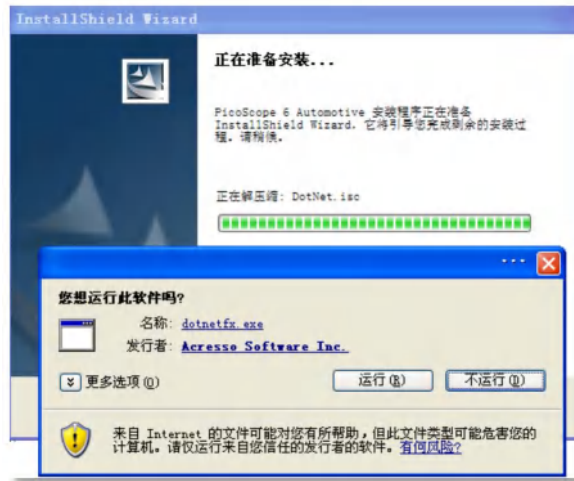 InstallShield Wizard
正在准备安装...
PicoScope 6 Automotive 安装程序正在准备
InstallShield Wizard。它将引导您完成剩余的安装过
程。请稍候。
正在解压缩: DotNet.isc
您想运行此软件吗?
名称: dotnetfx.exe
发行者: Acresso Software Inc.
更多选项(O)
运行(R)
不运行(D)
来自 Internet 的文件可能对您有所帮助,但此文件类型可能危害您的
计算机。请仅运行来自您信任的发行者的软件。有何风险?